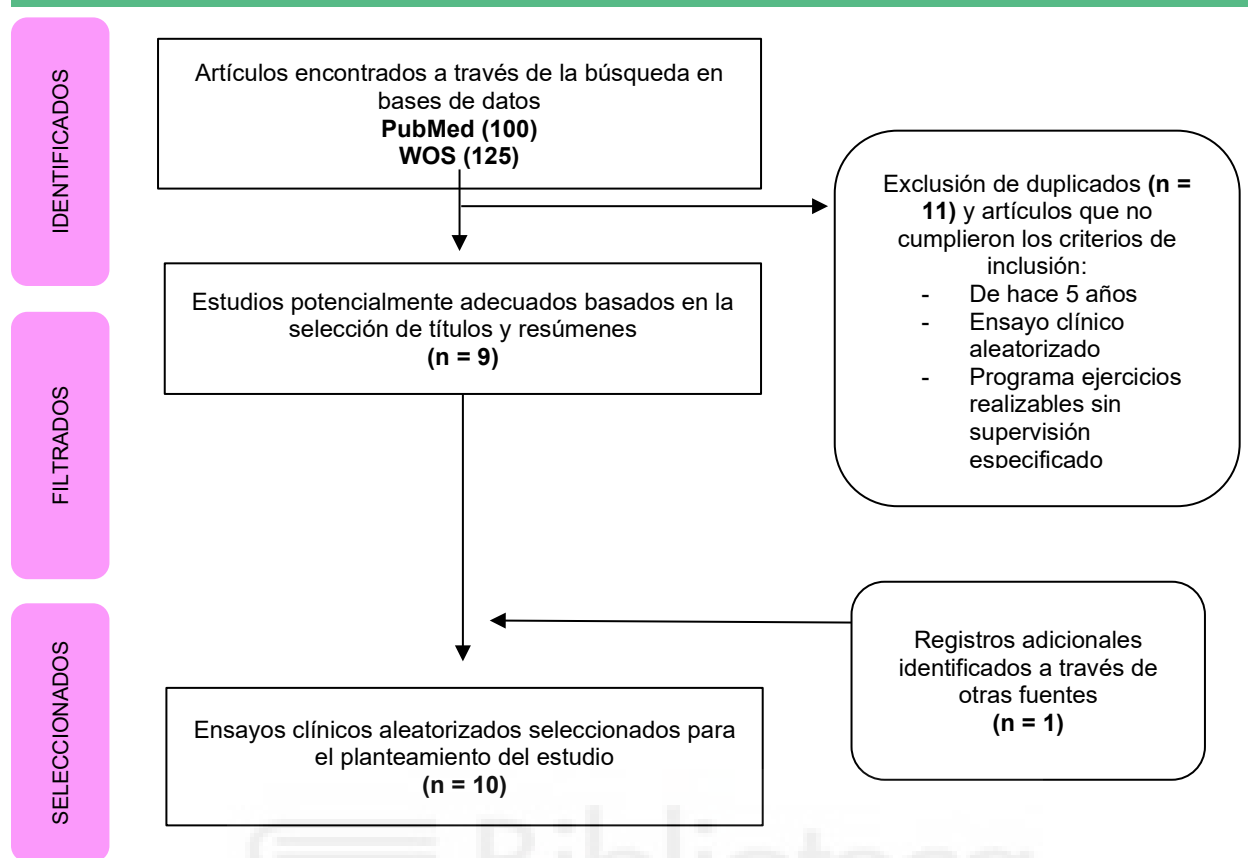 IDENTIFICADOS
Artículos encontrados a través de la búsqueda en
bases de datos
PubMed (100)
WOS (125)
Exclusión de duplicados (n =
11) y artículos que no
cumplieron los criterios de
inclusión:
- De hace 5 años
- Ensayo clínico
aleatorizado
- Programa ejercicios
realizables sin
supervisión
especificado
FILTRADOS
Estudios potencialmente adecuados basados en la
selección de títulos y resúmenes
(n = 9)
Registros adicionales
identificados a través de
otras fuentes
(n = 1)
SELECCIONADOS
Ensayos clínicos aleatorizados seleccionados para
el planteamiento del estudio
(n = 10)
Biblioteca